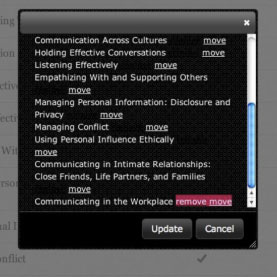 Communication Across Cultures move
Holding Effective Conversations move
Listening Effectively move
Empathizing With and Supporting Others
move
Managing Personal Information: Disclosure and
Privacy move
Managing Conflict move
Using Personal Influence Ethically
move
Communicating in Intimate Relationships:
Close Friends, Life Partners, and Families
move
Communicating in the Workplace remove move
Update Cancel